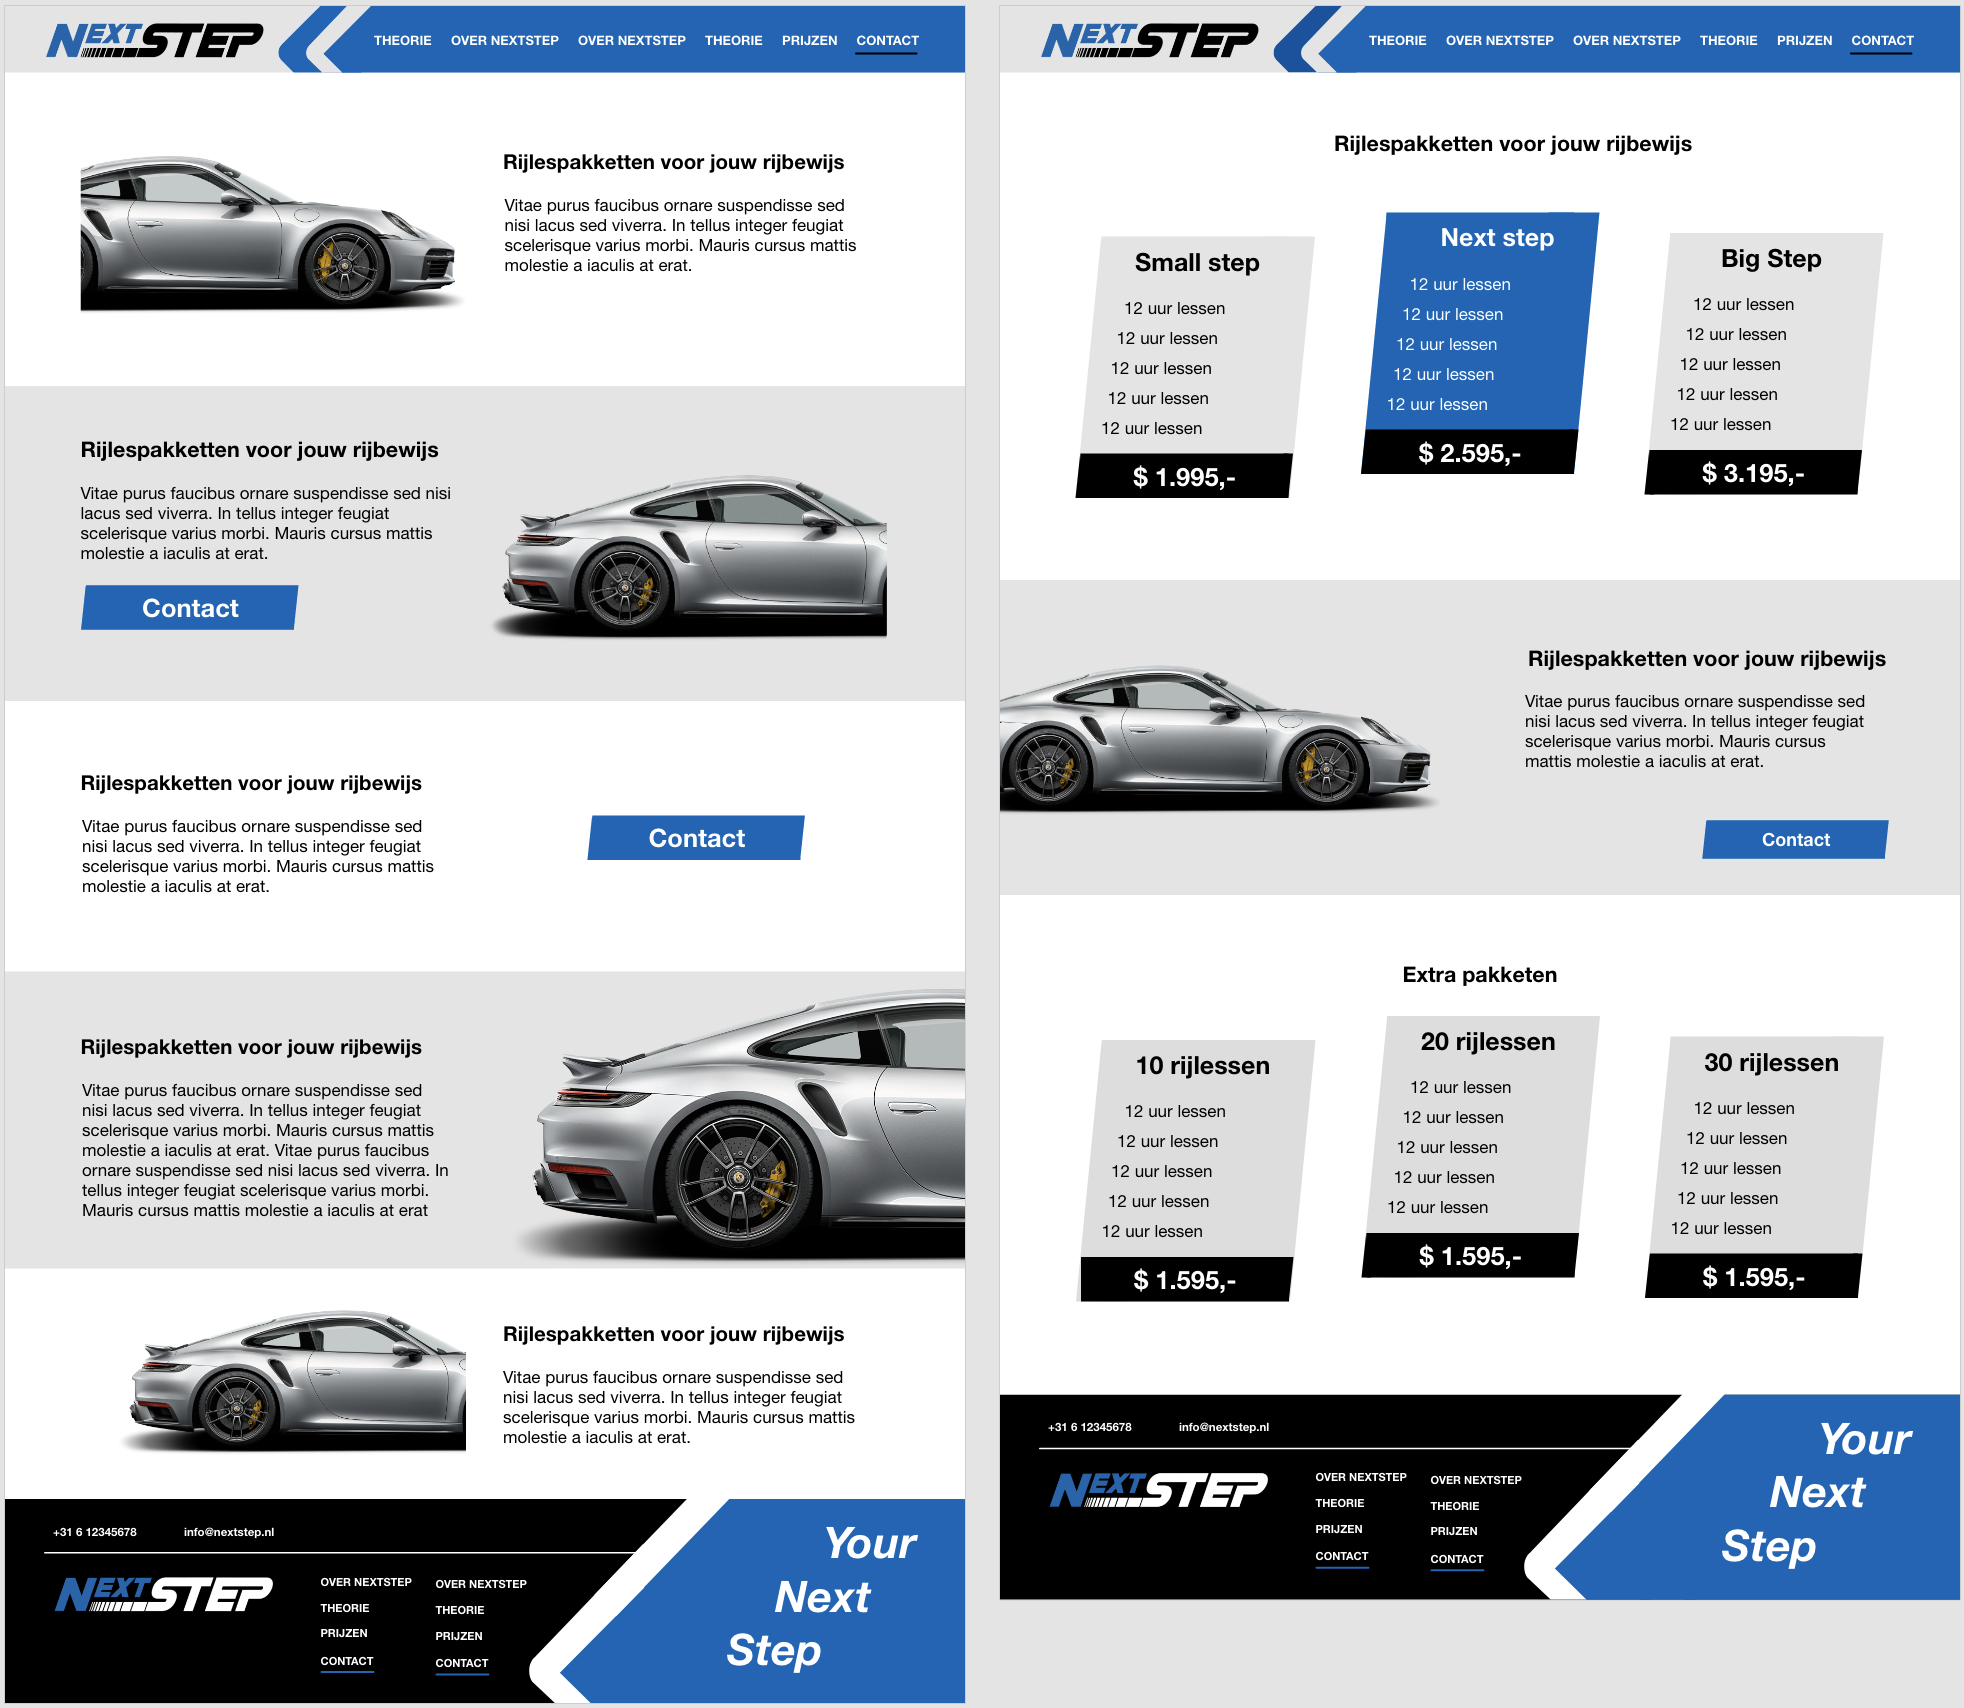 NEXT STEP
THEORIE OVER NEXTSTEP OVER NEXTSTEP THEORIE PRIJZEN CONTACT
Rijlespakketten voor jouw rijbewijs
Vitae purus faucibus ornare suspendisse sed
nisi lacus sed viverra. In tellus integer feugiat
scelerisque varius morbi. Mauris cursus mattis
molestie a iaculis at erat.
Rijlespakketten voor jouw rijbewijs
Vitae purus faucibus ornare suspendisse sed nisi
lacus sed viverra. In tellus integer feugiat
scelerisque varius morbi. Mauris cursus mattis
molestie a iaculis at erat.
Contact
Rijlespakketten voor jouw rijbewijs
Vitae purus faucibus ornare suspendisse sed
nisi lacus sed viverra. In tellus integer feugiat
scelerisque varius morbi. Mauris cursus mattis
molestie a iaculis at erat.
Contact
Rijlespakketten voor jouw rijbewijs
Vitae purus faucibus ornare suspendisse sed
nisi lacus sed viverra. In tellus integer feugiat
scelerisque varius morbi. Mauris cursus mattis
molestie a iaculis at erat. Vitae purus faucibus
ornare suspendisse sed nisi lacus sed viverra. In
tellus integer feugiat scelerisque varius morbi.
Mauris cursus mattis molestie a iaculis at erat
Rijlespakketten voor jouw rijbewijs
Vitae purus faucibus ornare suspendisse sed
nisi lacus sed viverra. In tellus integer feugiat
scelerisque varius morbi. Mauris cursus mattis
molestie a iaculis at erat.
+31 6 12345678 info@nextstep.nl
NEXT STEP
OVER NEXTSTEP
THEORIE
PRIJZEN
CONTACT
OVER NEXTSTEP
THEORIE
PRIJZEN
CONTACT
Your
Next
Step
NEXT STEP
THEORIE OVER NEXTSTEP OVER NEXTSTEP THEORIE PRIJZEN CONTACT
Rijlespakketten voor jouw rijbewijs
Small step
12 uur lessen
12 uur lessen
12 uur lessen
12 uur lessen
12 uur lessen
$ 1.995,-
Next step
12 uur lessen
12 uur lessen
12 uur lessen
12 uur lessen
12 uur lessen
$ 2.595,-
Big Step
12 uur lessen
12 uur lessen
12 uur lessen
12 uur lessen
12 uur lessen
$ 3.195,-
Rijlespakketten voor jouw rijbewijs
Vitae purus faucibus ornare suspendisse sed
nisi lacus sed viverra. In tellus integer feugiat
scelerisque varius morbi. Mauris cursus
mattis molestie a iaculis at erat.
Contact
Extra pakketen
10 rijlessen
12 uur lessen
12 uur lessen
12 uur lessen
12 uur lessen
12 uur lessen
$ 1.595,-
20 rijlessen
12 uur lessen
12 uur lessen
12 uur lessen
12 uur lessen
12 uur lessen
$ 1.595,-
30 rijlessen
12 uur lessen
12 uur lessen
12 uur lessen
12 uur lessen
12 uur lessen
$ 1.595,-
+31 6 12345678 info@nextstep.nl
NEXT STEP
OVER NEXTSTEP
THEORIE
PRIJZEN
CONTACT
OVER NEXTSTEP
THEORIE
PRIJZEN
CONTACT
Your
Next
Step